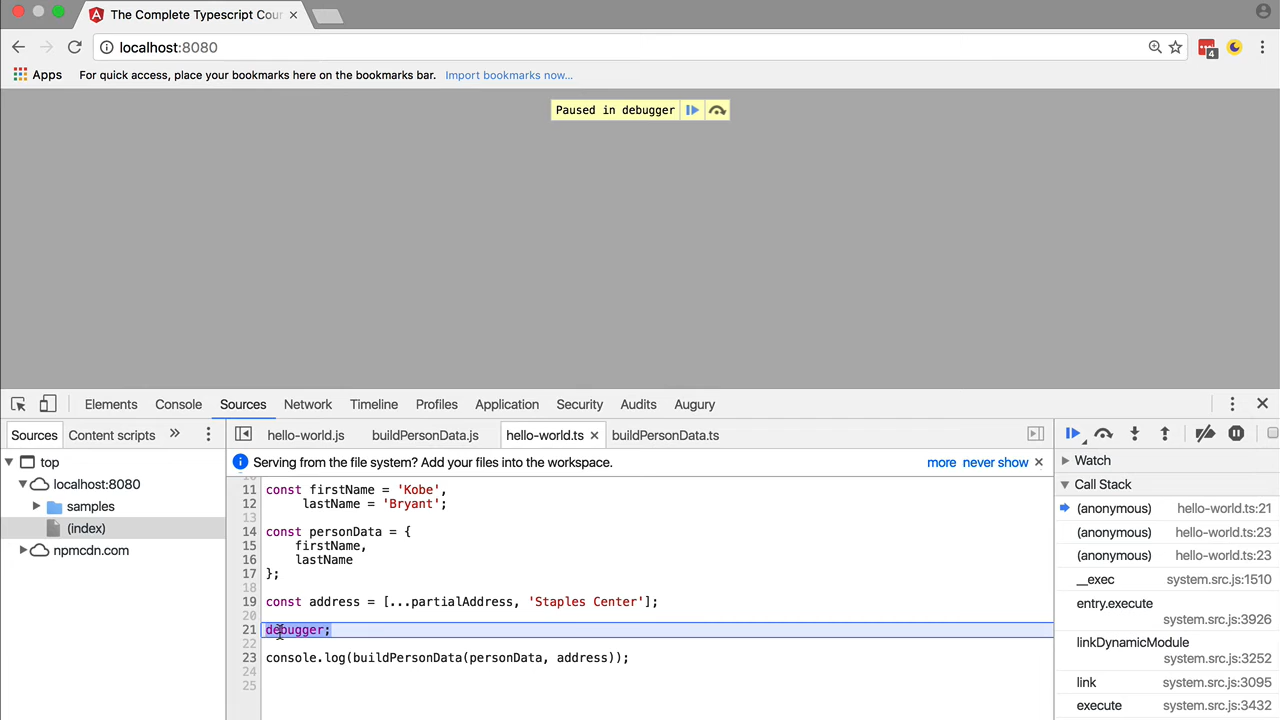 The Complete Typescript Cour
localhost:8080
4
Apps For quick access, place your bookmarks here on the bookmarks bar. Import bookmarks now...
Paused in debugger
Elements Console Sources Network Timeline Profiles Application Security Audits Augury
Sources Content scripts »
top
localhost:8080
samples
(index)
npmcdn.com
hello-world.js buildPersonData.js hello-world.ts buildPersonData.ts
Serving from the file system? Add your files into the workspace. more never show
10
11 const firstName = 'Kobe',
12 lastName = 'Bryant';
13
14 const personData = {
15 firstName,
16 lastName
17 };
18
19 const address = [...partialAddress, 'Staples Center'];
20
21 debugger;
22
23 console.log(buildPersonData(personData, address));
24
25
Watch
Call Stack
(anonymous) hello-world.ts:21
(anonymous) hello-world.ts:23
(anonymous) hello-world.ts:23
__exec system.src.js:1510
entry.execute
system.src.js:3926
linkDynamicModule
system.src.js:3252
link system.src.js:3095
execute system.src.js:3432